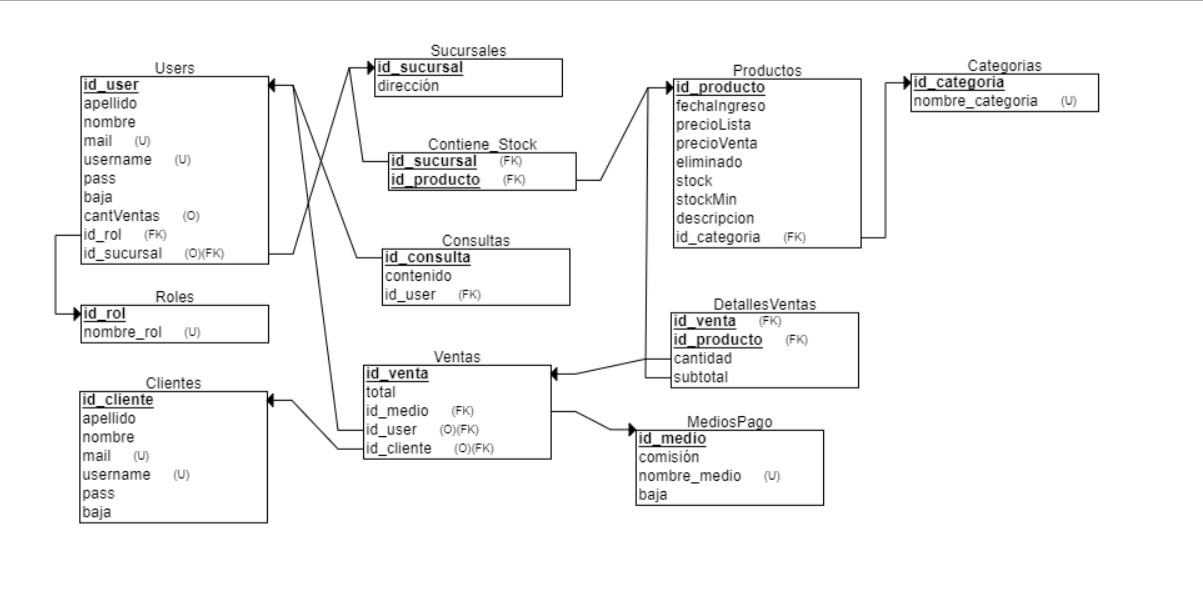 Users
id_user
apellido
nombre
mail (U)
username (U)
pass
baja
cantVentas (O)
id_rol (FK)
id_sucursal (O)(FK)
Roles
id_rol
nombre_rol (U)
Clientes
id_cliente
apellido
nombre
mail (U)
username (U)
pass
baja
Sucursales
id_sucursal
dirección
Contiene_Stock
id_sucursal (FK)
id_producto (FK)
Consultas
id_consulta
contenido
id_user (FK)
Ventas
id_venta
total
id_medio (FK)
id_user (O)(FK)
id_cliente (O)(FK)
Productos
id_producto
fechaIngreso
precioLista
precioVenta
eliminado
stock
stockMin
descripcion
id_categoria (FK)
DetallesVentas
id_venta (FK)
id_producto (FK)
cantidad
subtotal
MediosPago
id_medio
comisión
nombre_medio (U)
baja
Categorias
id_categoria
nombre_categoria (U)